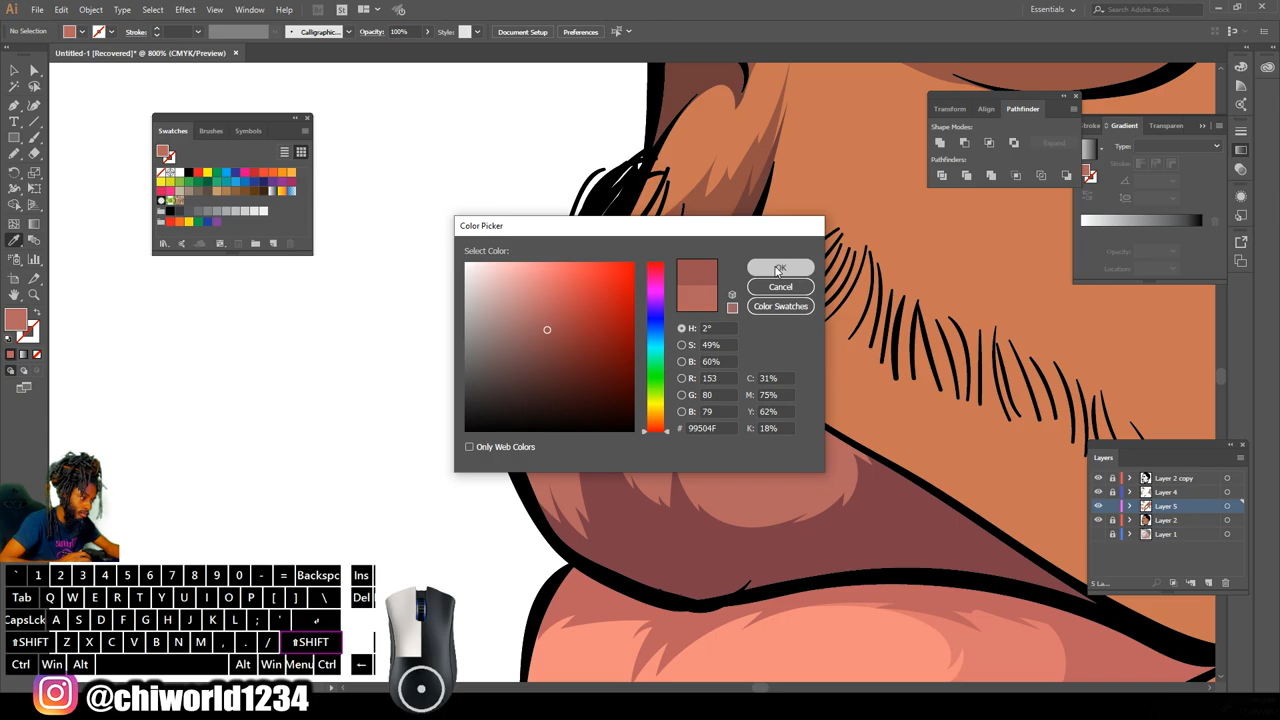 Ai File Edit Object Type Select Effect View Window Help Br St Essentials Search Adobe Stock
No Selection Stroke: Calligraphic... Opacity: 100% Style: Document Setup Preferences
Untitled-1 [Recovered]* @ 800% (CMYK/Preview) ×
Transform Align Pathfinder
Shape Modes:
Expand
Pathfinders:
Stroke Gradient Transparen
Type:
Opacity:
Location:
Swatches Brushes Symbols
Color Picker
Select Color:
OK
Cancel
Color Swatches
H: 2°
S: 49%
B: 60%
R: 153 C: 31%
G: 80 M: 75%
B: 79 Y: 62%
# 99504F K: 18%
Only Web Colors
Layers
Layer 2 copy
Layer 4
Layer 5
Layer 2
Layer 1
5 La...
` 1 2 3 4 5 6 7 8 9 0 - = Backspc Ins
Tab Q W E R T Y U I O P [ ] \ Del
CapsLck A S D F G H J K L ; '
SHIFT Z X C V B N M , . / SHIFT
Ctrl Win Alt Alt Win Menu Ctrl
@chiworld1234